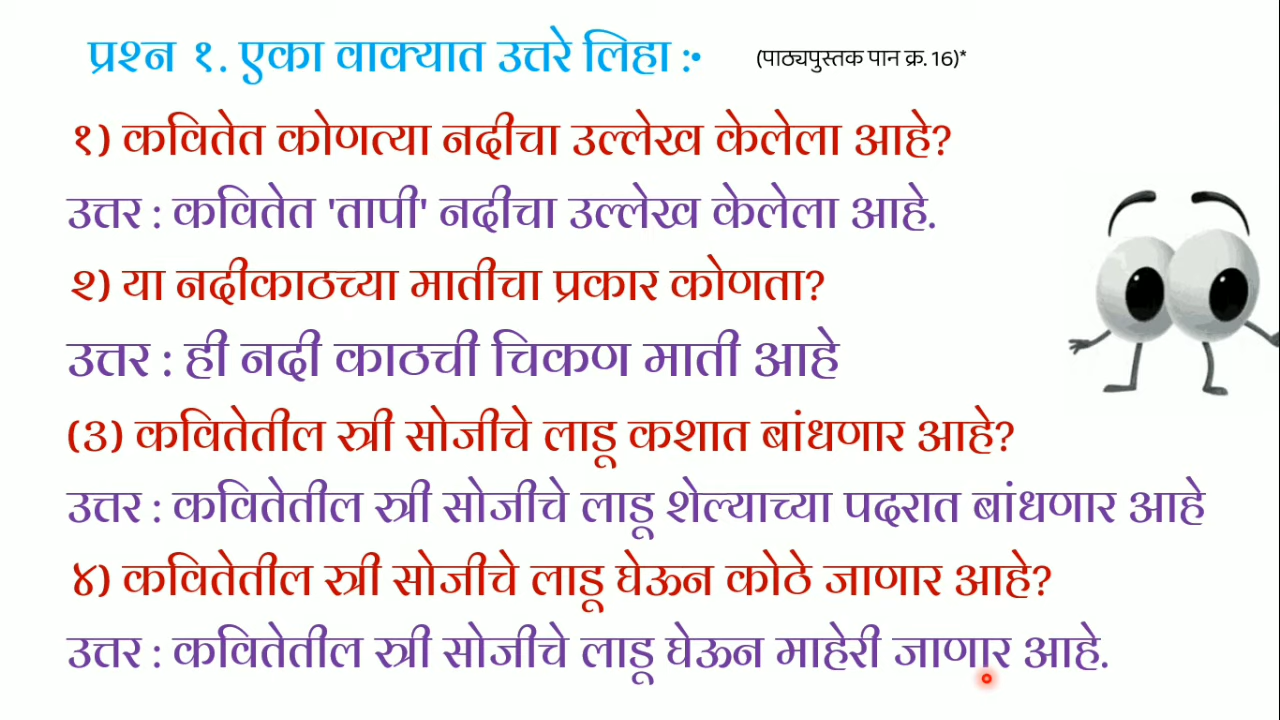 प्रश्न १. एका वाक्यात उत्तरे लिहा :- (पाठ्यपुस्तक पान क्र. 16)*
१) कवितेत कोणत्या नदीचा उल्लेख केलेला आहे?
उत्तर : कवितेत 'तापी' नदीचा उल्लेख केलेला आहे.
२) या नदीकाठच्या मातीचा प्रकार कोणता?
उत्तर : ही नदी काठची चिकण माती आहे
(३) कवितेतील स्त्री सोजीचे लाडू कशात बांधणार आहे?
उत्तर : कवितेतील स्त्री सोजीचे लाडू शेल्याच्या पदरात बांधणार आहे
४) कवितेतील स्त्री सोजीचे लाडू घेऊन कोठे जाणार आहे?
उत्तर : कवितेतील स्त्री सोजीचे लाडू घेऊन माहेरी जाणार आहे.